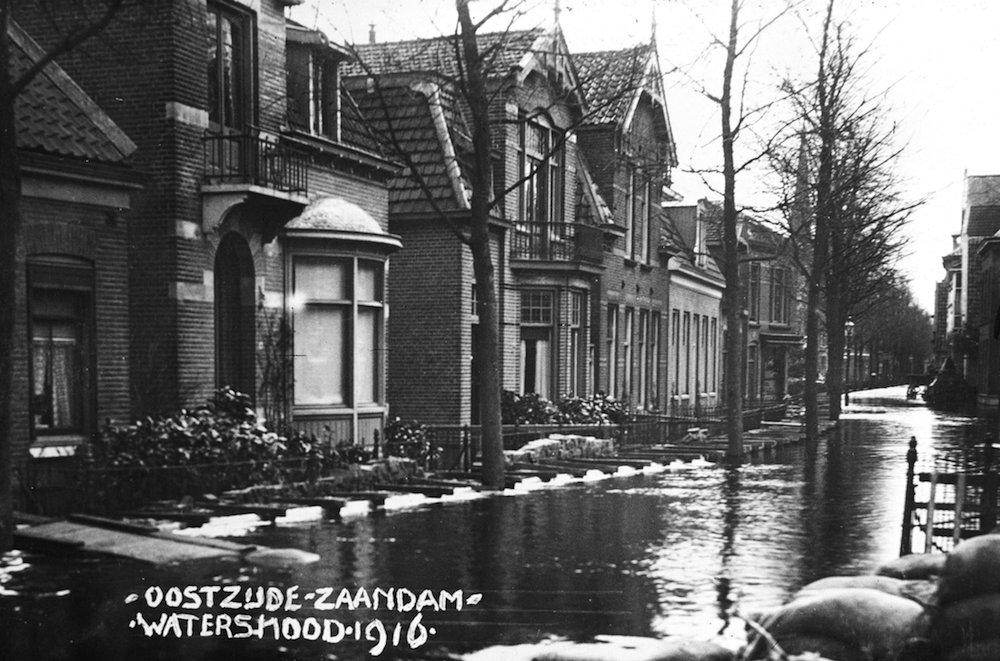 - OOSTZIJDE - ZAANDAM -
· WATERSNOOD · 1916 ·